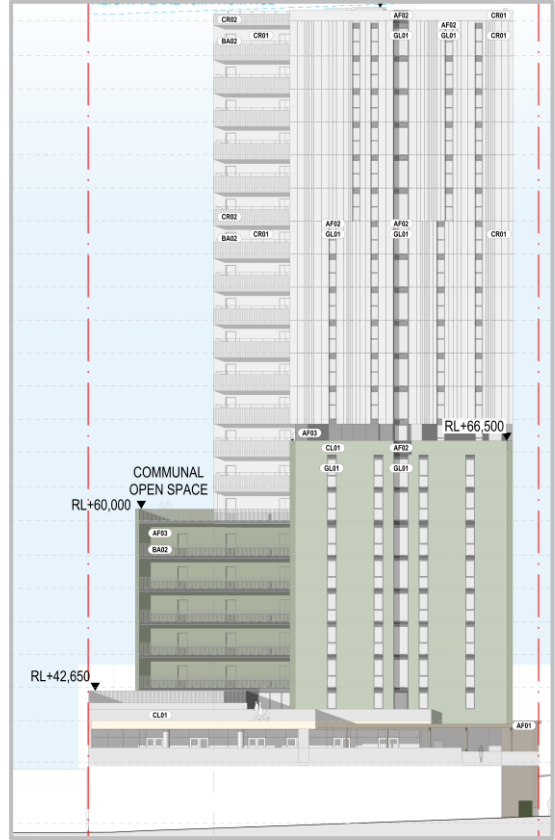 CR02
AF02
CR01
AF02
BA02
CR01
GL01
GL01
CR01
CR02
AF02
AF02
BA02
CR01
GL01
GL01
CR01
RL+66,500
AF03
CL01
AF02
GL01
GL01
COMMUNAL
OPEN SPACE
RL+60,000
AF03
BA02
RL+42,650
CL01
AF01